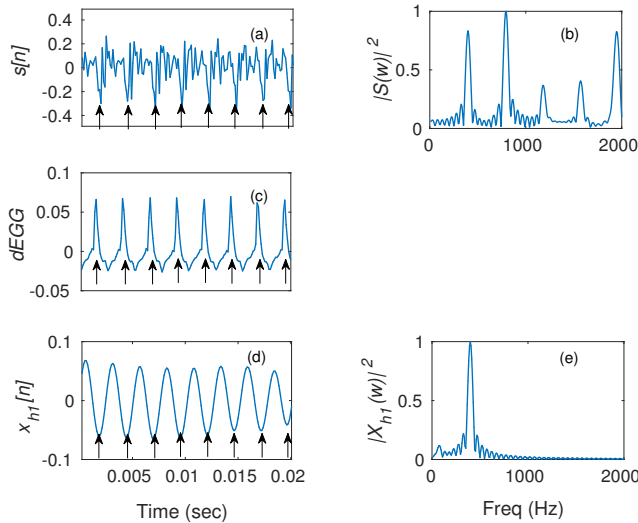 s[n]
0.4
0.2
0
-0.2
-0.4
(a)
|S(w)|²
1
0.5
0
(b)
0 1000 2000
dEGG
0.1
0.05
0
-0.05
(c)
x_h1[n]
0.1
0
-0.1
(d)
0.005 0.01 0.015 0.02
Time (sec)
|X_h1(w)|²
1
0.5
0
(e)
0 1000 2000
Freq (Hz)